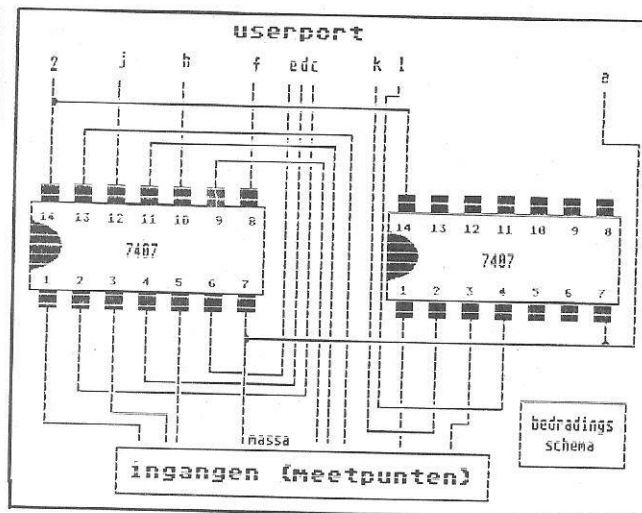 userport
2 j h f e d c k l a
14 13 12 11 10 9 8
7407
1 2 3 4 5 6 7
14 13 12 11 10 9 8
7407
1 2 3 4 5 6 7
massa
ingangen (meetpunten)
bedradings
schema